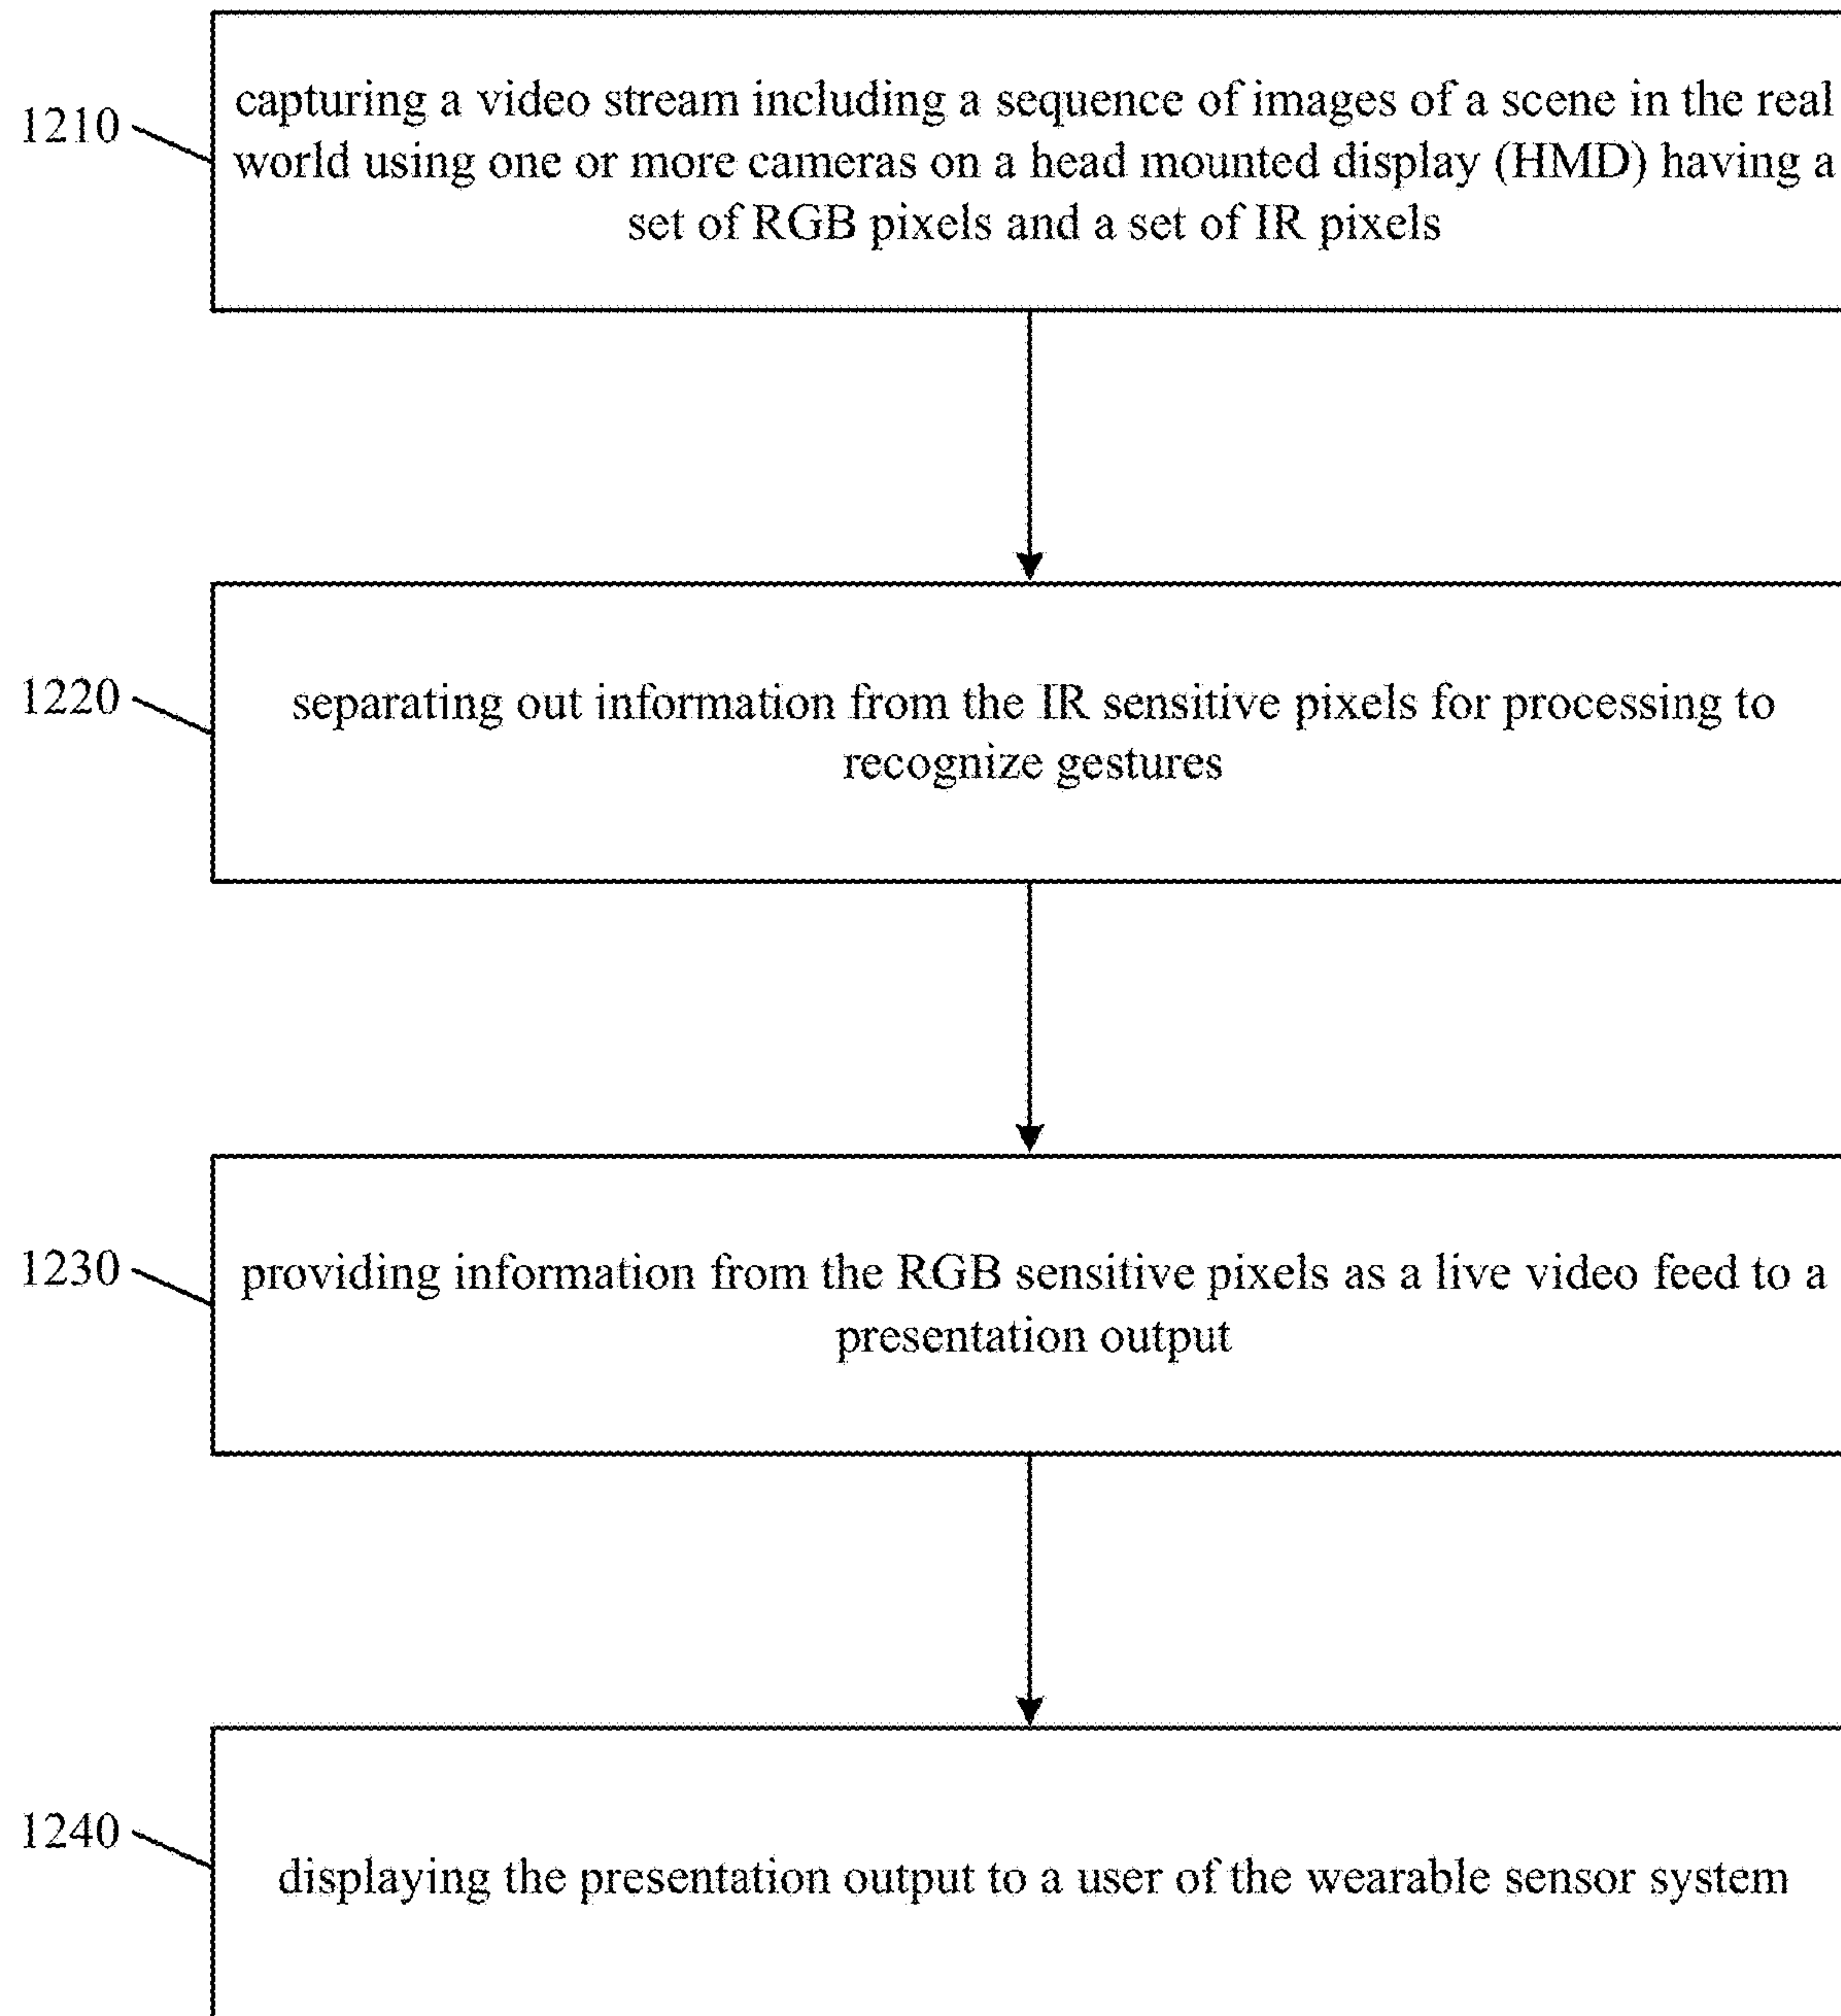 1210
capturing a video stream including a sequence of images of a scene in the real
world using one or more cameras on a head mounted display (HMD) having a
set of RGB pixels and a set of IR pixels
1220
separating out information from the IR sensitive pixels for processing to
recognize gestures
1230
providing information from the RGB sensitive pixels as a live video feed to a
presentation output
1240
displaying the presentation output to a user of the wearable sensor system